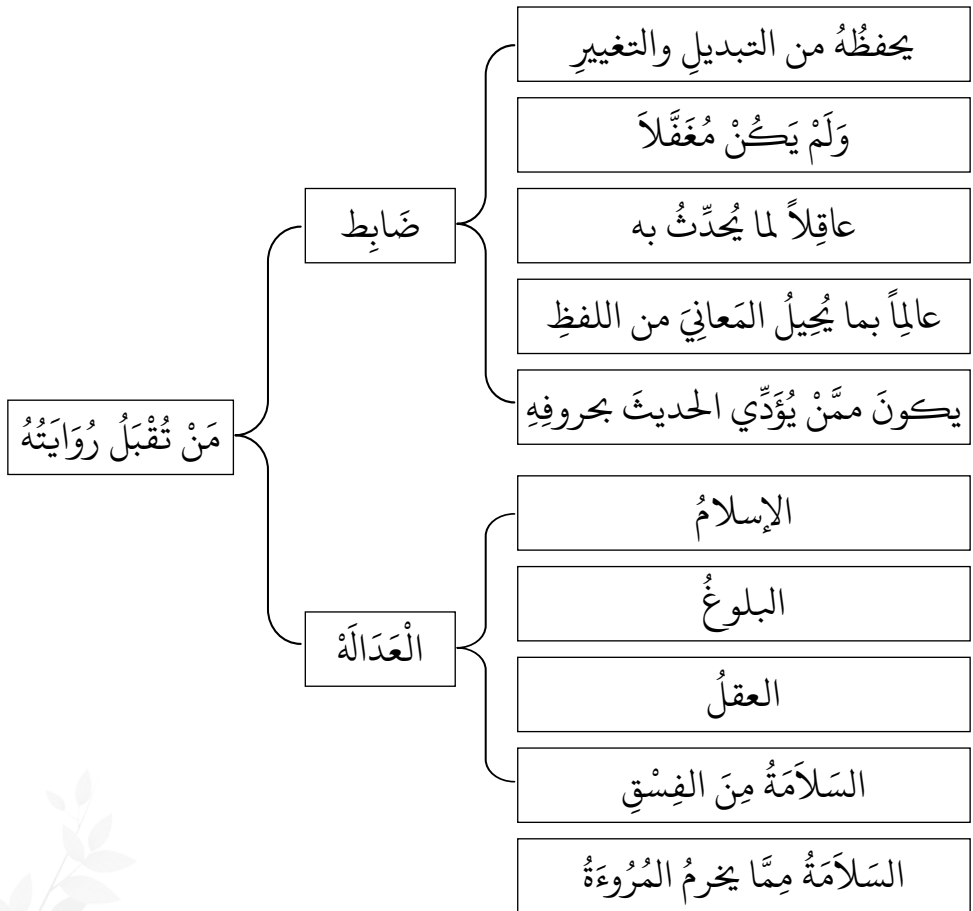 مَنْ تُقْبَلُ رُوَايَتُهُ
ضَابِط
يحفظُهُ من التبديلِ والتغييرِ
وَلَمْ يَكُنْ مُغَفَّلاَ
عاقِلاً لما يُحدِّثُ به
عالِماً بما يُحِيلُ المَعانِيَ من اللفظِ
يكونَ ممَّنْ يُؤَدِّي الحديثَ بحروفِهِ
الْعَدَالَهْ
الإسلامُ
البلوغُ
العقلُ
السَلاَمَةُ مِنَ الفِسْقِ
السَلاَمَةُ مِمَّا يخرمُ المُرُوءَةُ